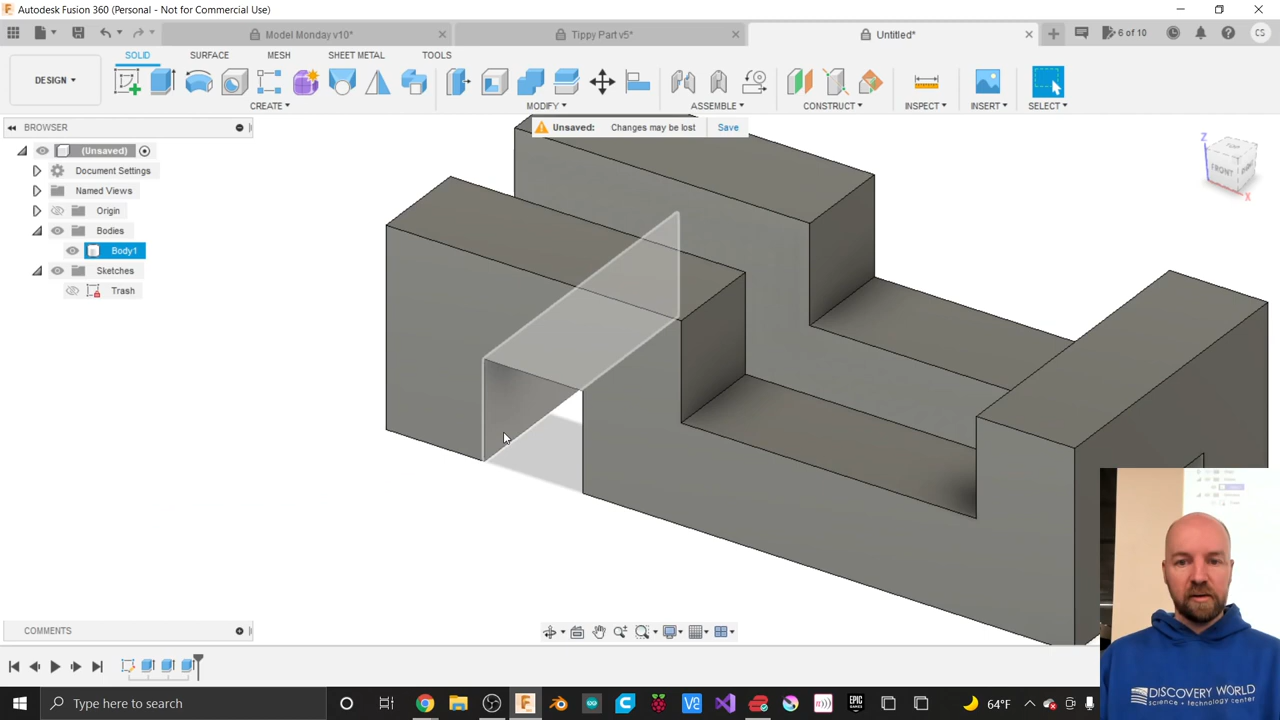 Autodesk Fusion 360 (Personal - Not for Commercial Use)
Model Monday v10*
Tippy Part v5*
Untitled*
6 of 10
CS
DESIGN
SOLID
SURFACE
MESH
SHEET METAL
TOOLS
CREATE
MODIFY
ASSEMBLE
CONSTRUCT
INSPECT
INSERT
SELECT
BROWSER
Unsaved: Changes may be lost Save
(Unsaved)
Document Settings
Named Views
Origin
Bodies
Body1
Sketches
Trash
Z
FRONT
X
COMMENTS
DISCOVERY WORLD
science + technology center
Type here to search
64°F